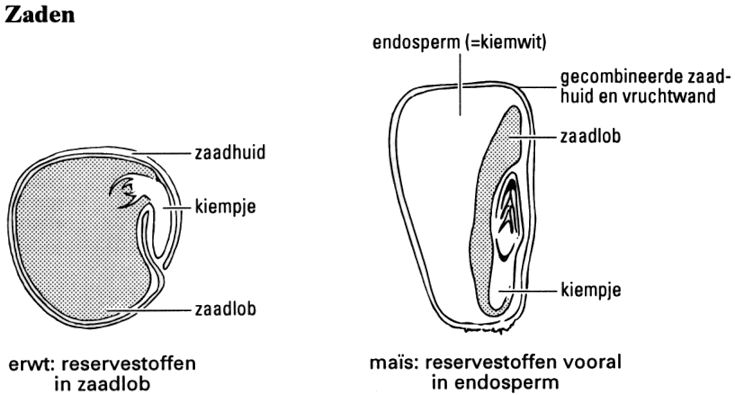 Zaden
zaadhuid
kiempje
zaadlob
erwt: reservestoffen
in zaadlob
endosperm (=kiemwit)
gecombineerde zaad-
huid en vruchtwand
zaadlob
kiempje
maïs: reservestoffen vooral
in endosperm